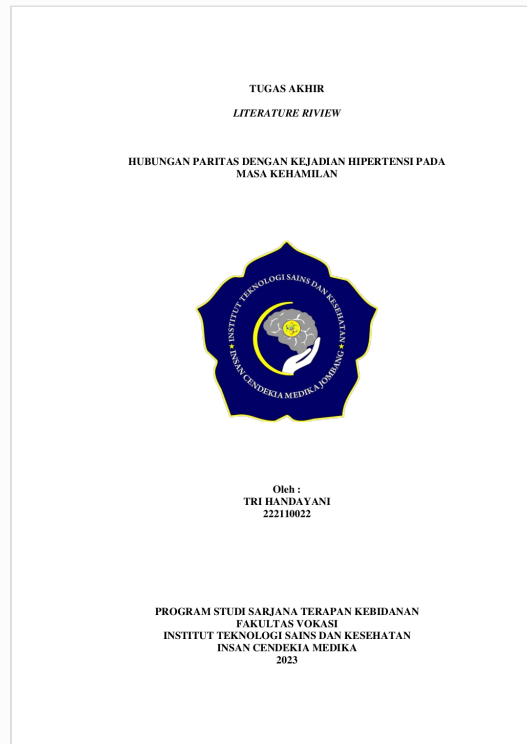 TUGAS AKHIR
LITERATURE RIVIEW
HUBUNGAN PARITAS DENGAN KEJADIAN HIPERTENSI PADA
MASA KEHAMILAN
INSTITUT TEKNOLOGI SAINS DAN KESEHATAN
INSAN CENDEKIA MEDIKA JOMBANG
Oleh :
TRI HANDAYANI
222110022
PROGRAM STUDI SARJANA TERAPAN KEBIDANAN
FAKULTAS VOKASI
INSTITUT TEKNOLOGI SAINS DAN KESEHATAN
INSAN CENDEKIA MEDIKA
2023